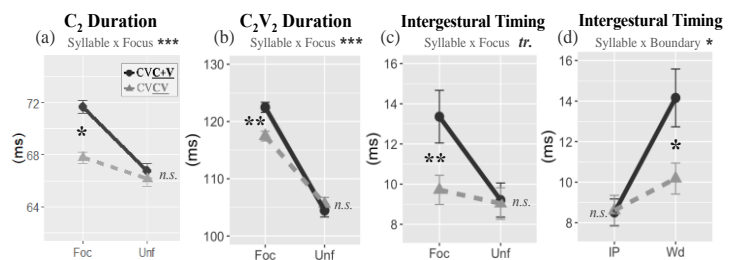 C₂ Duration
(a) Syllable x Focus ***
CVC+V
CVCV
(ms)
72
68
64
*
n.s.
Foc Unf
C₂V₂ Duration
(b) Syllable x Focus ***
(ms)
130
120
110
100
**
n.s.
Foc Unf
Intergestural Timing
(c) Syllable x Focus tr.
(ms)
16
14
12
10
8
**
n.s.
Foc Unf
Intergestural Timing
(d) Syllable x Boundary *
(ms)
16
14
12
10
8
*
n.s.
IP Wd